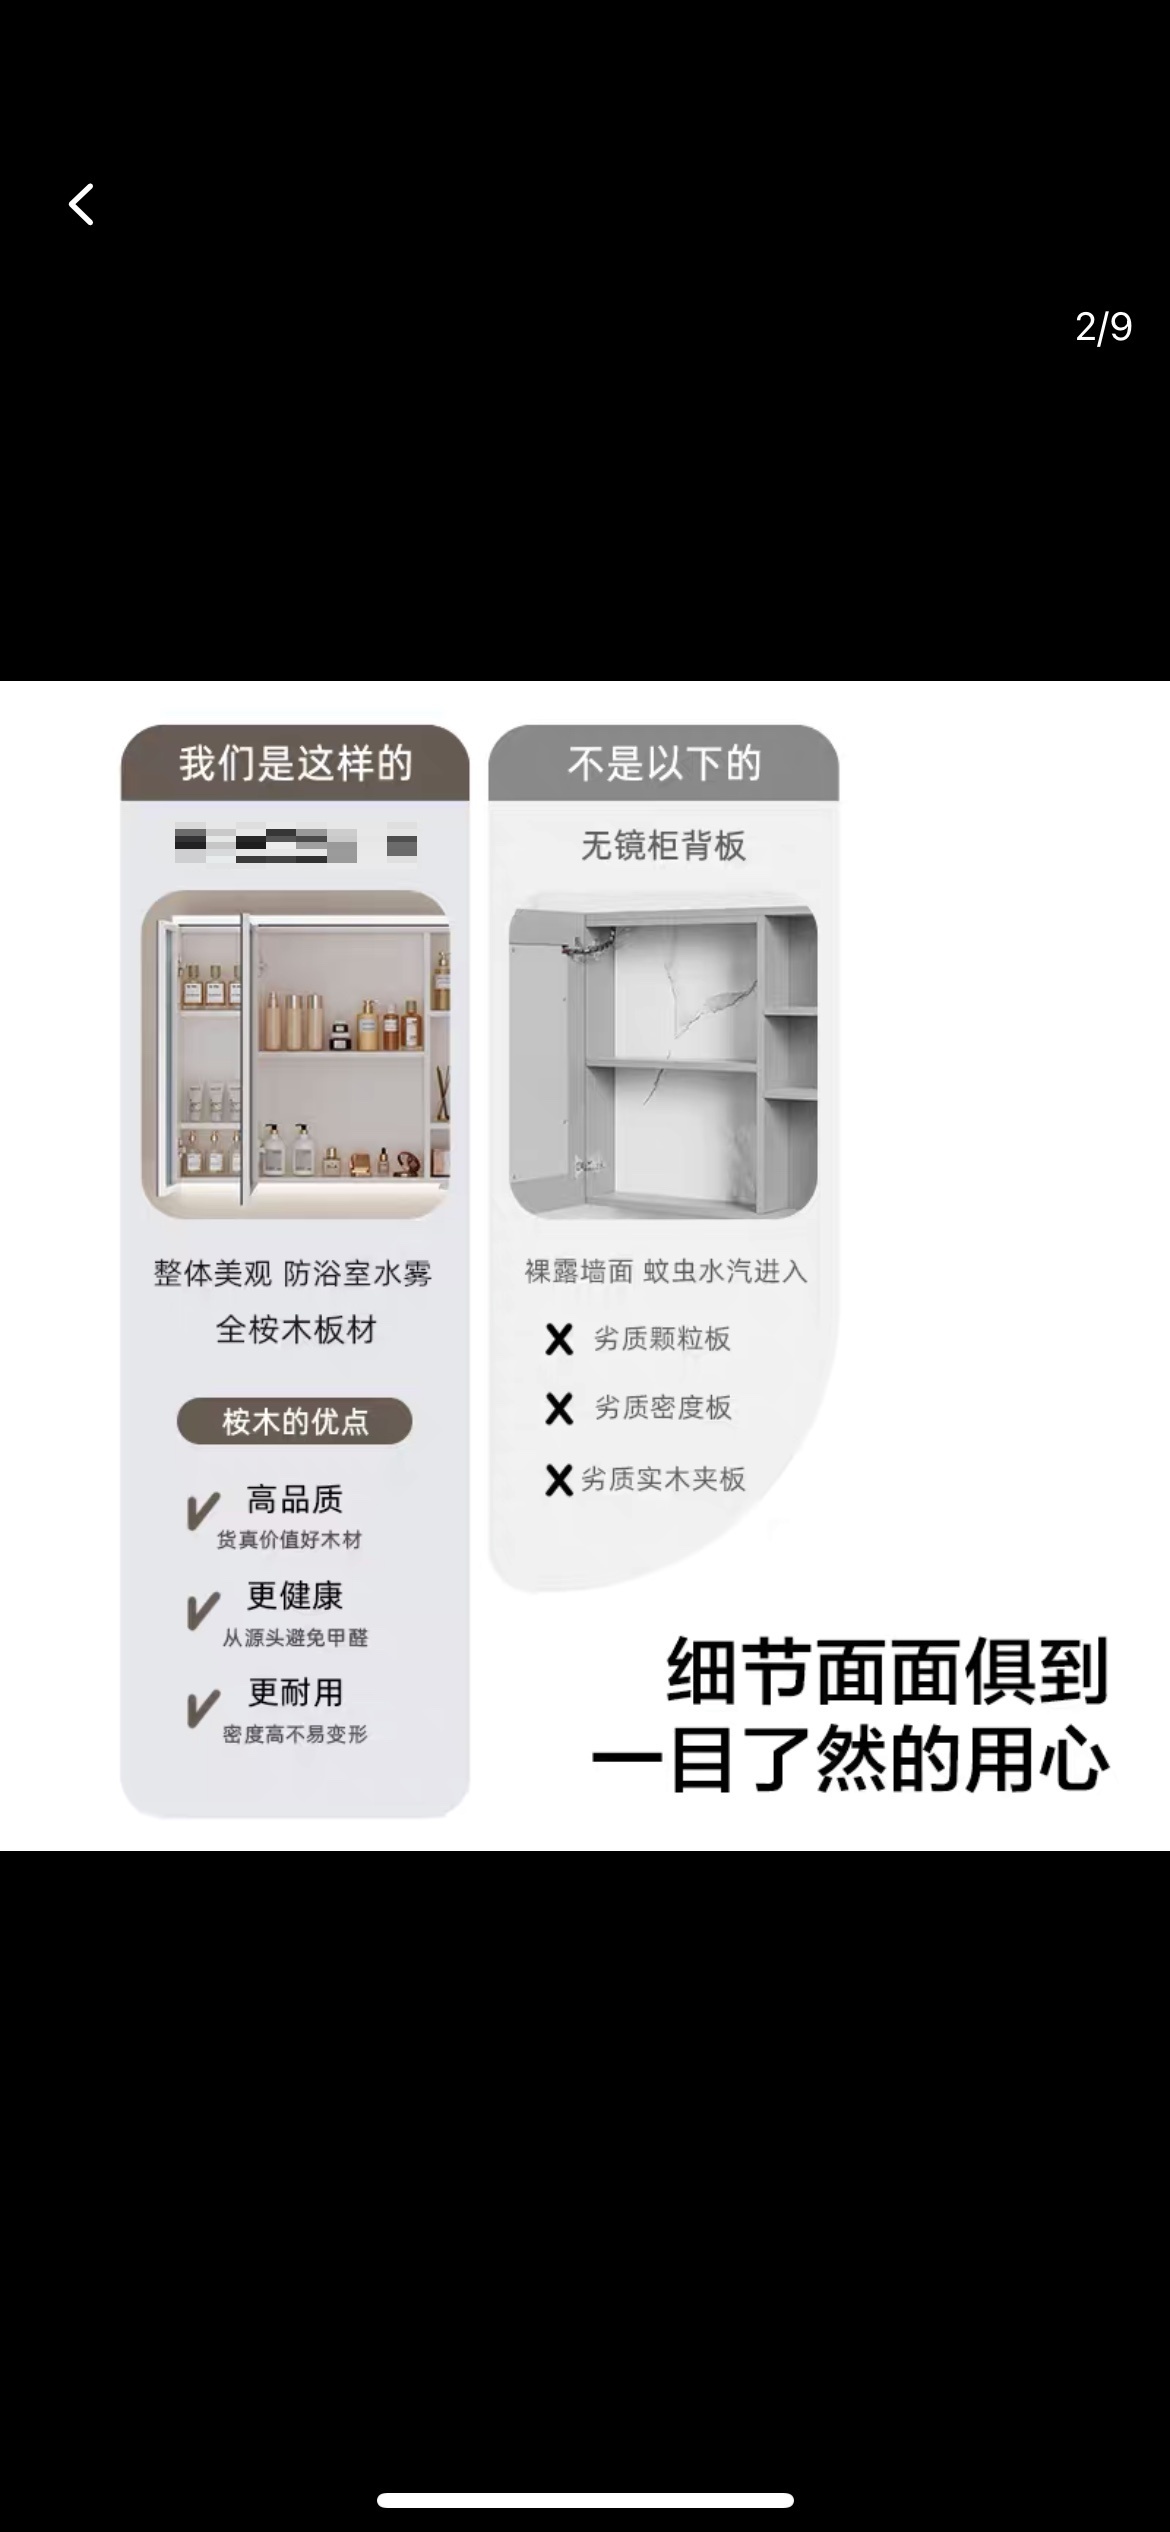 2/9
我们是这样的
整体美观 防浴室水雾
全桉木板材
桉木的优点
高品质
货真价值好木材
更健康
从源头避免甲醛
更耐用
密度高不易变形
不是以下的
无镜柜背板
裸露墙面 蚊虫水汽进入
劣质颗粒板
劣质密度板
劣质实木夹板
细节面面俱到
一目了然的用心